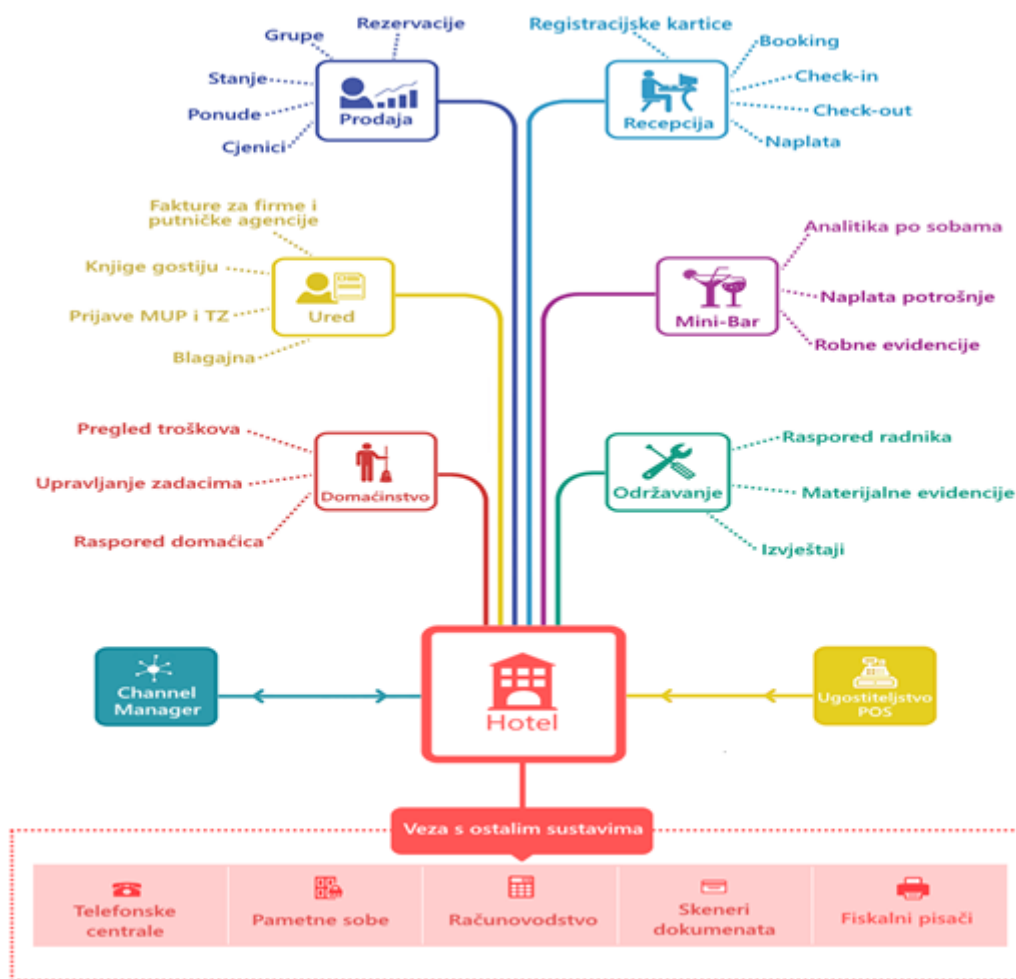 Rezervacije
Grupe
Stanje
Ponude
Cjenici
Prodaja
Registracijske kartice
Booking
Check-in
Check-out
Naplata
Recepcija
Fakture za firme i
putničke agencije
Knjige gostiju
Prijave MUP i TZ
Blagajna
Ured
Analitika po sobama
Naplata potrošnje
Robne evidencije
Mini-Bar
Pregled troškova
Upravljanje zadacima
Raspored domaćica
Domaćinstvo
Raspored radnika
Materijalne evidencije
Izvještaji
Održavanje
Channel
Manager
Hotel
Ugostiteljstvo
POS
Veza s ostalim sustavima
Telefonske
centrale
Pametne sobe
Računovodstvo
Skeneri
dokumenata
Fiskalni pisači